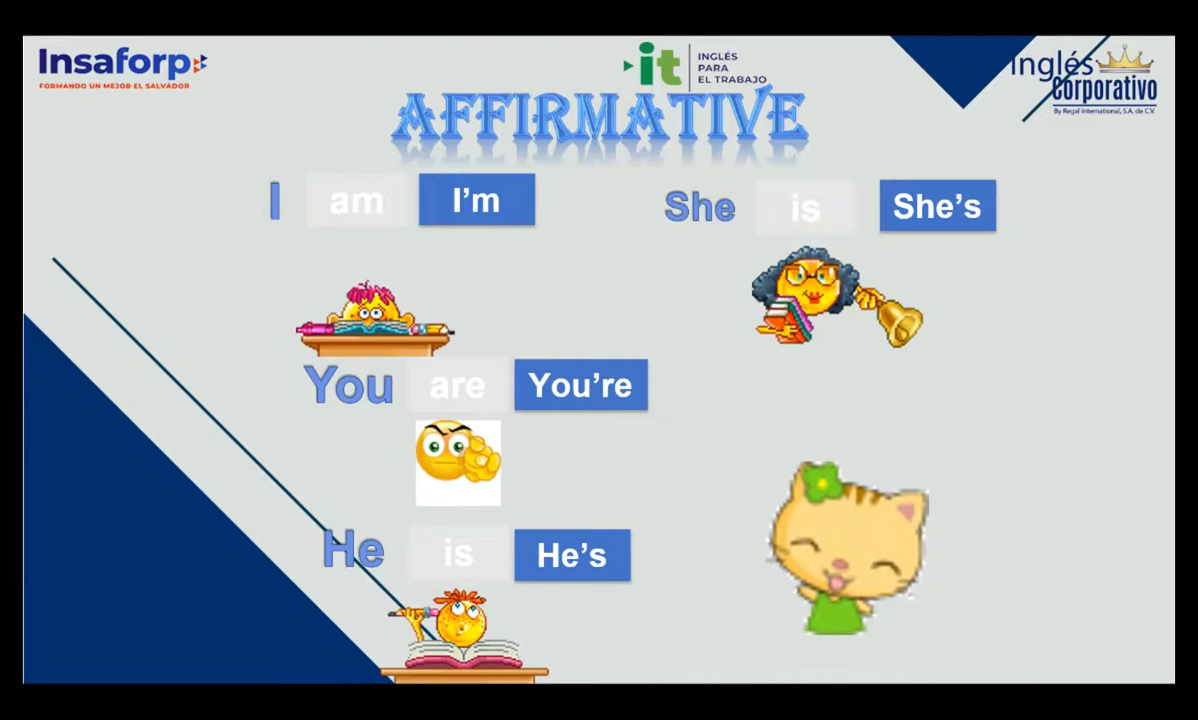 Insaforp
FORMANDO UN MEJOR EL SALVADOR
it
INGLÉS
PARA
EL TRABAJO
Inglés
Corporativo
By Regal International, S.A. de C.V.
AFFIRMATIVE
I am I'm
She is She's
You are You're
He is He's